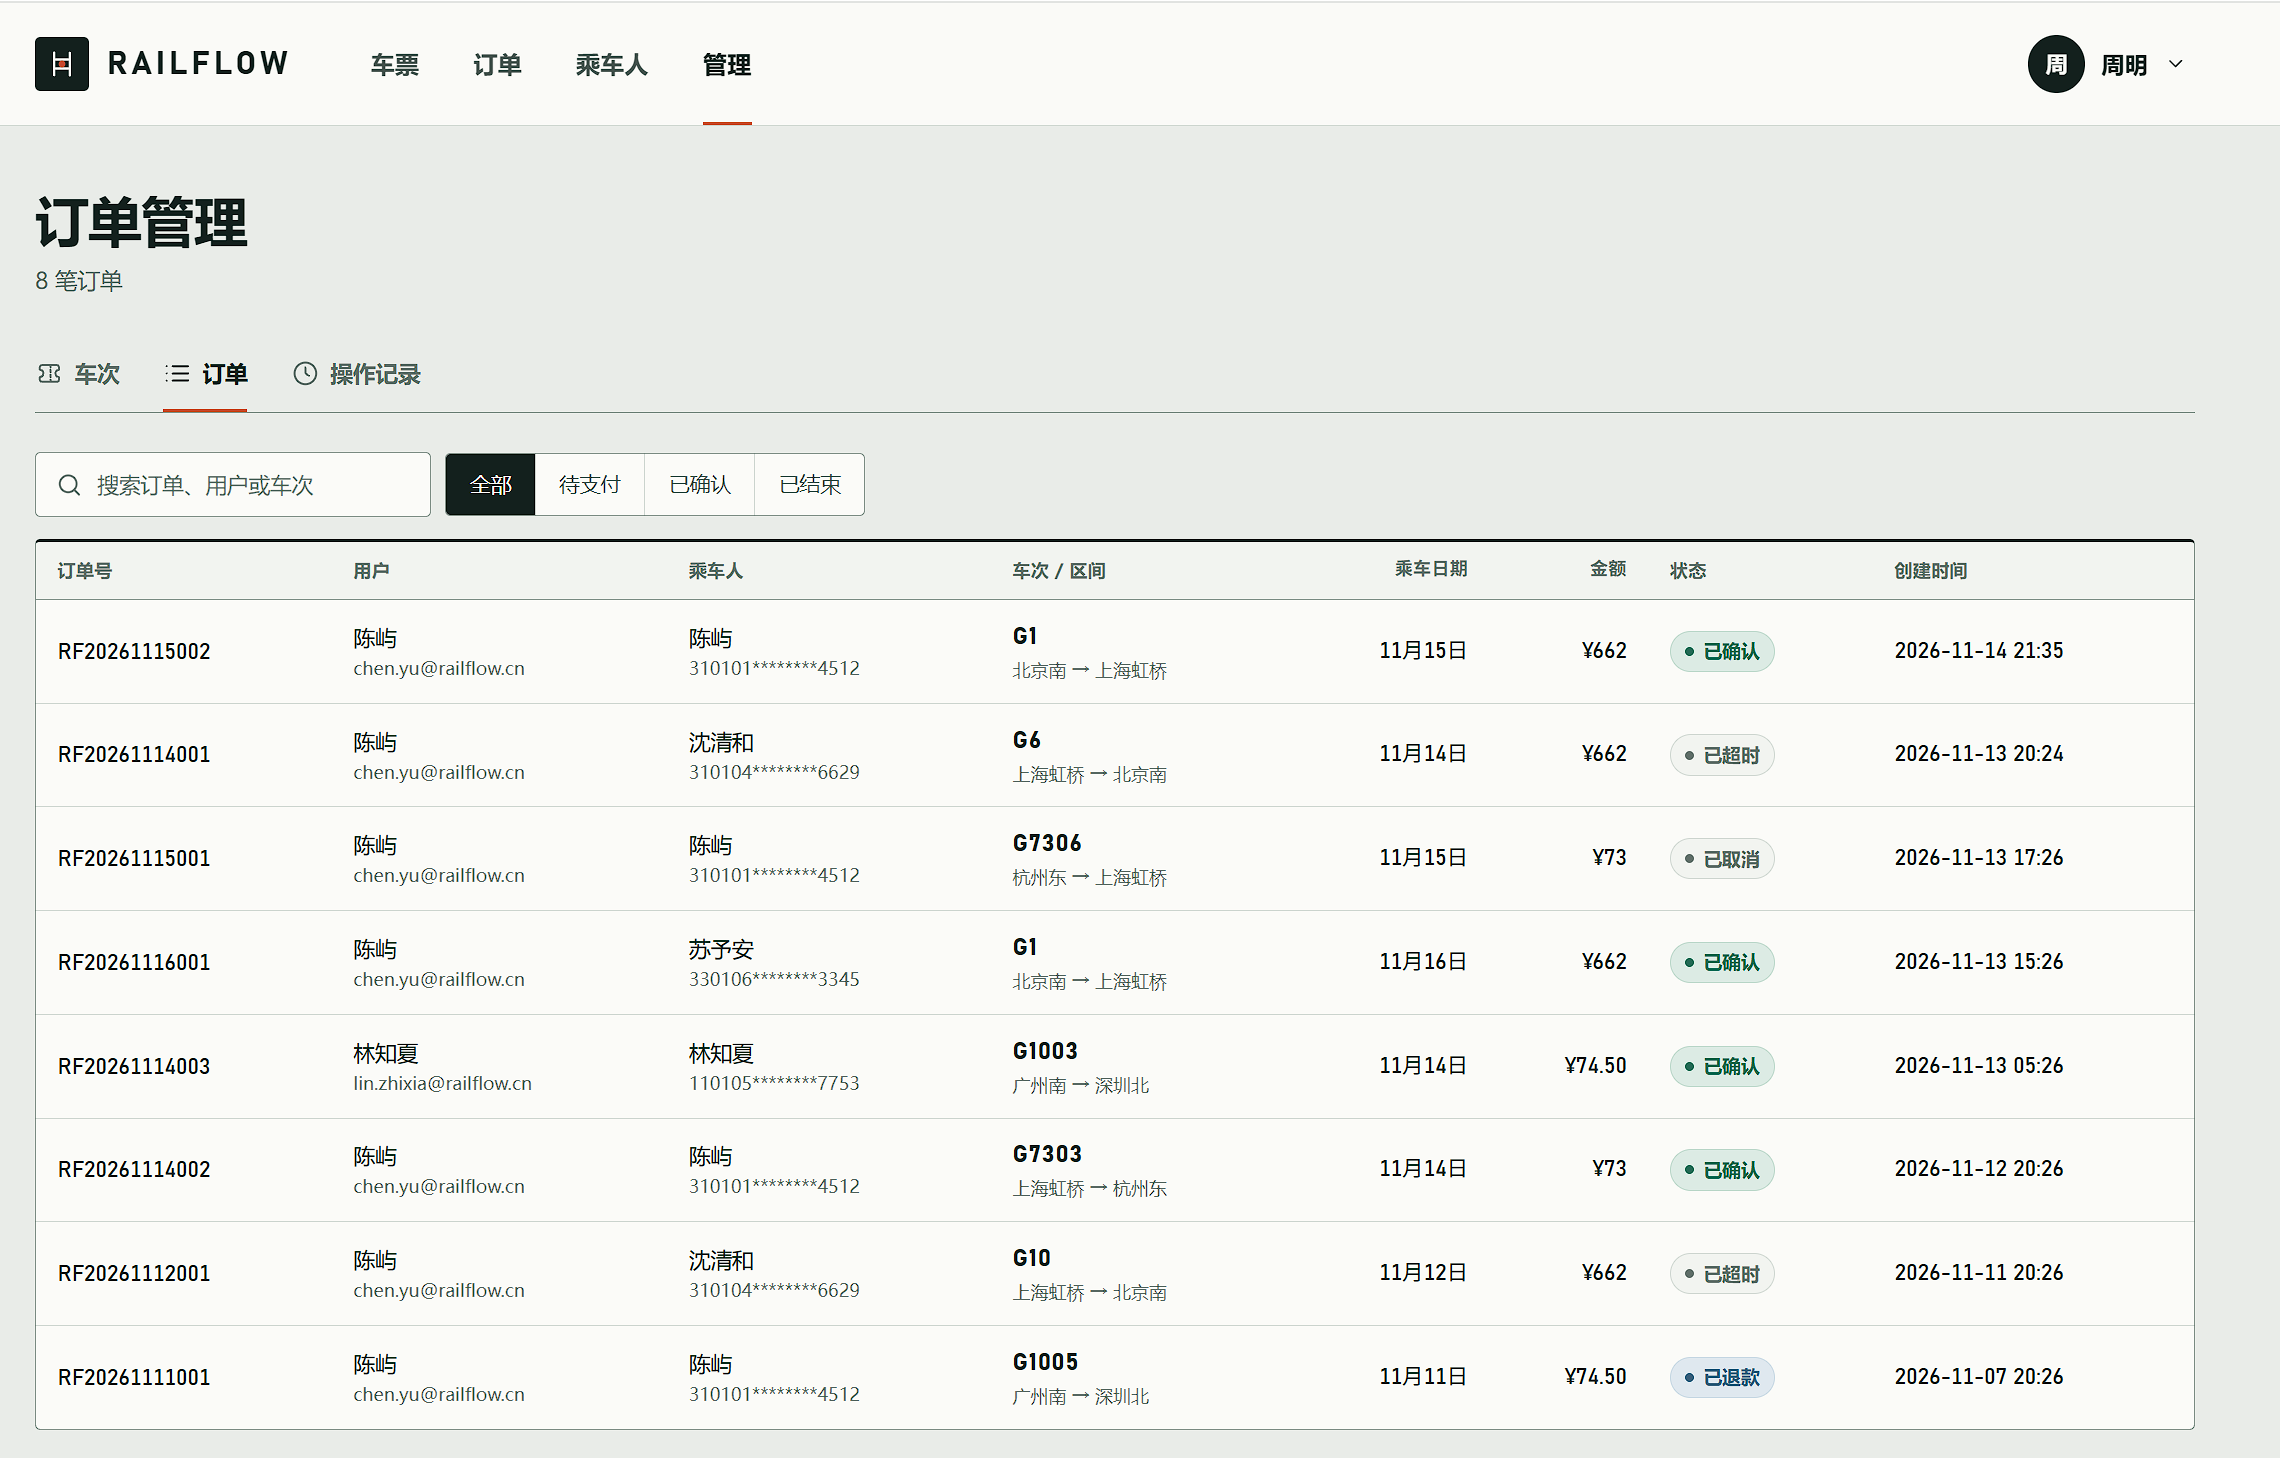 RAILFLOW 车票 订单 乘车人 管理 周 周明
订单管理
8 笔订单
车次 订单 操作记录
搜索订单、用户或车次 全部 待支付 已确认 已结束
订单号 用户 乘车人 车次 / 区间 乘车日期 金额 状态 创建时间
RF20261115002 陈屿 陈屿 G1 11月15日 ¥662 已确认 2026-11-14 21:35
chen.yu@railflow.cn 310101********4512 北京南 → 上海虹桥
RF20261114001 陈屿 沈清和 G6 11月14日 ¥662 已超时 2026-11-13 20:24
chen.yu@railflow.cn 310104********6629 上海虹桥 → 北京南
RF20261115001 陈屿 陈屿 G7306 11月15日 ¥73 已取消 2026-11-13 17:26
chen.yu@railflow.cn 310101********4512 杭州东 → 上海虹桥
RF20261116001 陈屿 苏予安 G1 11月16日 ¥662 已确认 2026-11-13 15:26
chen.yu@railflow.cn 330106********3345 北京南 → 上海虹桥
RF20261114003 林知夏 林知夏 G1003 11月14日 ¥74.50 已确认 2026-11-13 05:26
lin.zhixia@railflow.cn 110105********7753 广州南 → 深圳北
RF20261114002 陈屿 陈屿 G7303 11月14日 ¥73 已确认 2026-11-12 20:26
chen.yu@railflow.cn 310101********4512 上海虹桥 → 杭州东
RF20261112001 陈屿 沈清和 G10 11月12日 ¥662 已超时 2026-11-11 20:26
chen.yu@railflow.cn 310104********6629 上海虹桥 → 北京南
RF20261111001 陈屿 陈屿 G1005 11月11日 ¥74.50 已退款 2026-11-07 20:26
chen.yu@railflow.cn 310101********4512 广州南 → 深圳北